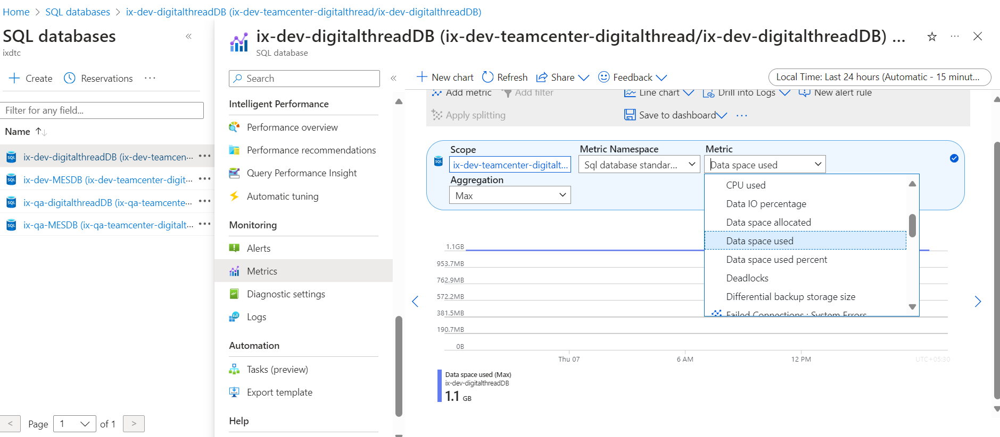 Home > SQL databases > ix-dev-digitalthreadDB (ix-dev-teamcenter-digitalthread/ix-dev-digitalthreadDB)
SQL databases «
ixdtc
+ Create Reservations ···
Filter for any field...
Name ↑↓
ix-dev-digitalthreadDB (ix-dev-teamcen... ···
ix-dev-MESDB (ix-dev-teamcenter-digit... ···
ix-qa-digitalthreadDB (ix-qa-teamcente... ···
ix-qa-MESDB (ix-qa-teamcenter-digitalt... ···
< Page 1 of 1 >
ix-dev-digitalthreadDB (ix-dev-teamcenter-digitalthread/ix-dev-digitalthreadDB) ...
SQL database
Search «
Intelligent Performance
Performance overview
Performance recommendations
Query Performance Insight
Automatic tuning
Monitoring
Alerts
Metrics
Diagnostic settings
Logs
Automation
Tasks (preview)
Export template
Help
+ New chart Refresh Share Feedback
Local Time: Last 24 hours (Automatic - 15 minut...
Add metric Add filter Line chart Drill into Logs New alert rule
Apply splitting Save to dashboard ···
Scope Metric Namespace Metric
ix-dev-teamcenter-digitalt... Sql database standar... Data space used
Aggregation
Max
CPU used
Data IO percentage
Data space allocated
Data space used
Data space used percent
Deadlocks
Differential backup storage size
Failed Connections : System Errors
1.1GB
953.7MB
762.9MB
572.2MB
381.5MB
190.7MB
0B
Thu 07 6 AM 12 PM UTC+05:30
Data space used (Max)
ix-dev-digitalthreadDB
1.1 GB